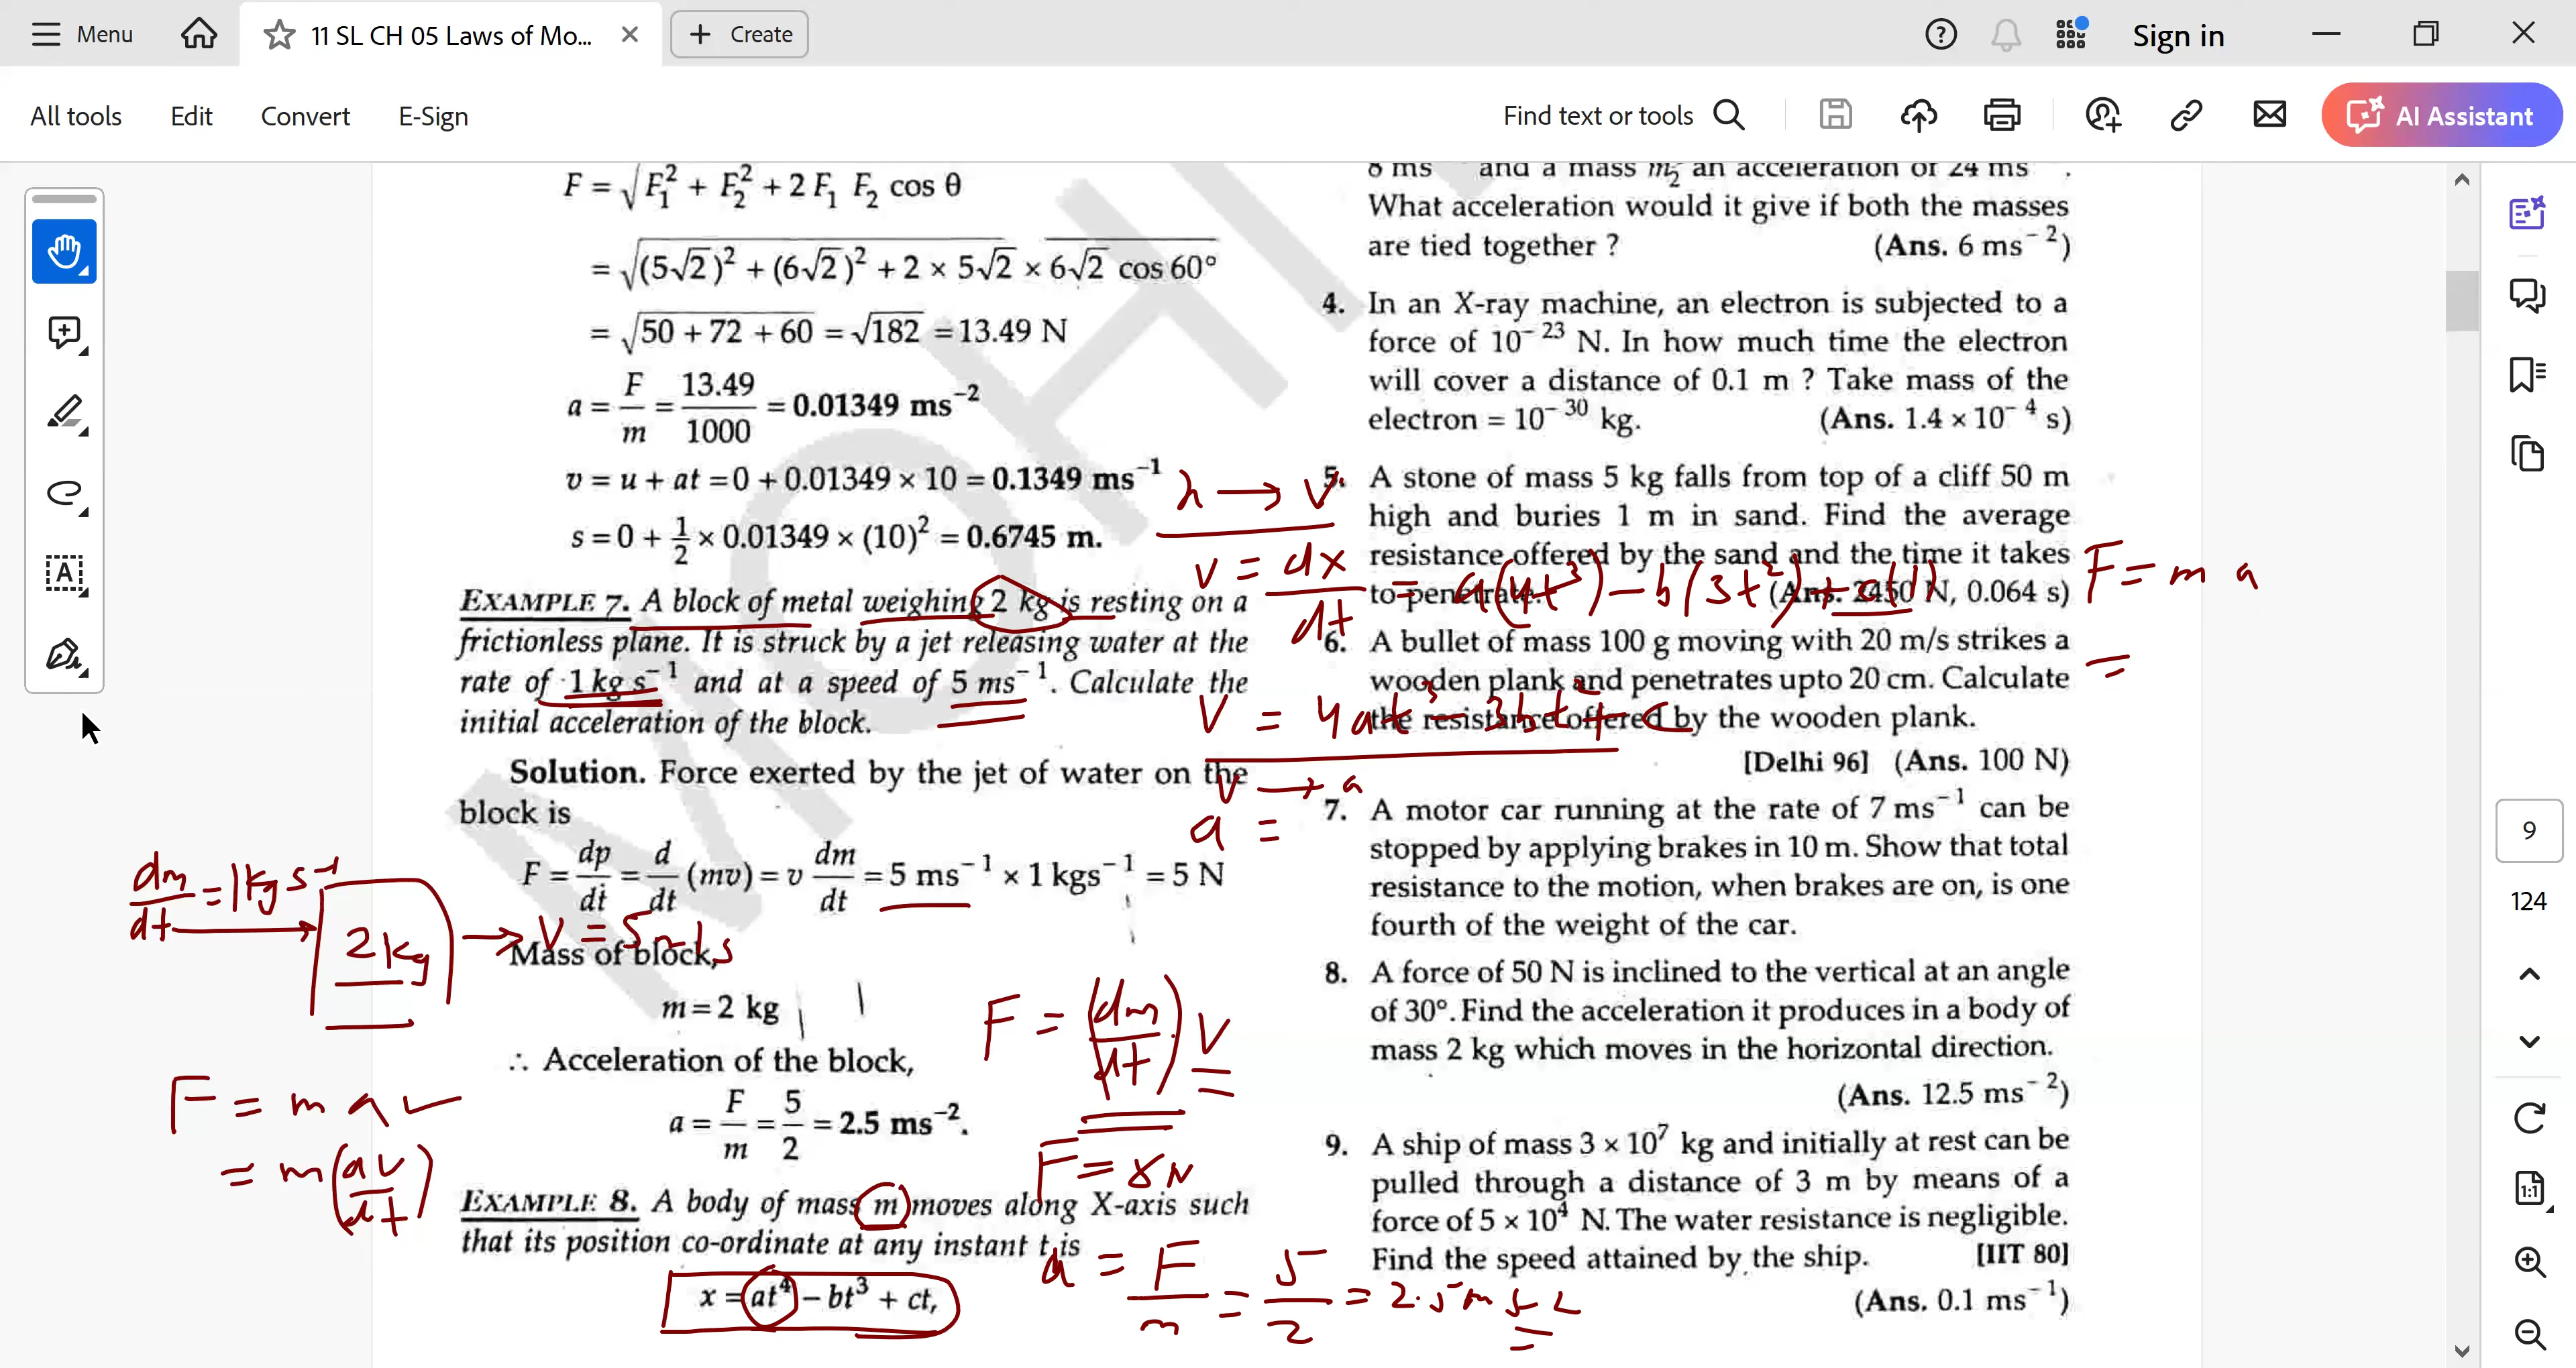 Menu
11 SL CH 05 Laws of Mo...
Create
Sign in
All tools
Edit
Convert
E-Sign
Find text or tools
AI Assistant
F = √F₁² + F₂² + 2 F₁ F₂ cos θ
= √(5√2)² + (6√2)² + 2 × 5√2 × 6√2 cos 60°
= √50 + 72 + 60 = √182 = 13.49 N
a = F/m = 13.49/1000 = 0.01349 ms⁻²
v = u + at = 0 + 0.01349 × 10 = 0.1349 ms⁻¹
s = 0 + 1/2 × 0.01349 × (10)² = 0.6745 m.
EXAMPLE 7. A block of metal weighing 2 kg is resting on a
frictionless plane. It is struck by a jet releasing water at the
rate of 1 kg s⁻¹ and at a speed of 5 ms⁻¹. Calculate the
initial acceleration of the block.
Solution. Force exerted by the jet of water on the
block is
F = dp/dt = d/dt (mv) = v dm/dt = 5 ms⁻¹ × 1 kgs⁻¹ = 5 N
Mass of block,
m = 2 kg
∴ Acceleration of the block,
a = F/m = 5/2 = 2.5 ms⁻².
EXAMPLE 8. A body of mass m moves along X-axis such
that its position co-ordinate at any instant t is
x = at⁴ – bt³ + ct,
dm/dt = 1kg s⁻¹
2kg
V = 5m/s
F = m a
= m(dv/dt)
F = (dm/dt) V
F = 5N
a = F/m = 5/2 = 2.5 m s⁻²
x → V
v = dx/dt = a(4t³) – b(3t²) + c(1)
V = 4at³ – 3bt² + c
V → a
a =
F = m a
=
8 ms and a mass m₂ an acceleration of 24 ms .
What acceleration would it give if both the masses
are tied together ? (Ans. 6 ms⁻²)
4. In an X-ray machine, an electron is subjected to a
force of 10⁻²³ N. In how much time the electron
will cover a distance of 0.1 m ? Take mass of the
electron = 10⁻³⁰ kg. (Ans. 1.4 × 10⁻⁴ s)
5. A stone of mass 5 kg falls from top of a cliff 50 m
high and buries 1 m in sand. Find the average
resistance offered by the sand and the time it takes
to penetrate. (Ans. 2450 N, 0.064 s)
6. A bullet of mass 100 g moving with 20 m/s strikes a
wooden plank and penetrates upto 20 cm. Calculate
the resistance offered by the wooden plank.
[Delhi 96] (Ans. 100 N)
7. A motor car running at the rate of 7 ms⁻¹ can be
stopped by applying brakes in 10 m. Show that total
resistance to the motion, when brakes are on, is one
fourth of the weight of the car.
8. A force of 50 N is inclined to the vertical at an angle
of 30°. Find the acceleration it produces in a body of
mass 2 kg which moves in the horizontal direction.
(Ans. 12.5 ms⁻²)
9. A ship of mass 3 × 10⁷ kg and initially at rest can be
pulled through a distance of 3 m by means of a
force of 5 × 10⁴ N. The water resistance is negligible.
Find the speed attained by the ship. [IIT 80]
(Ans. 0.1 ms⁻¹)
9
124
1:1